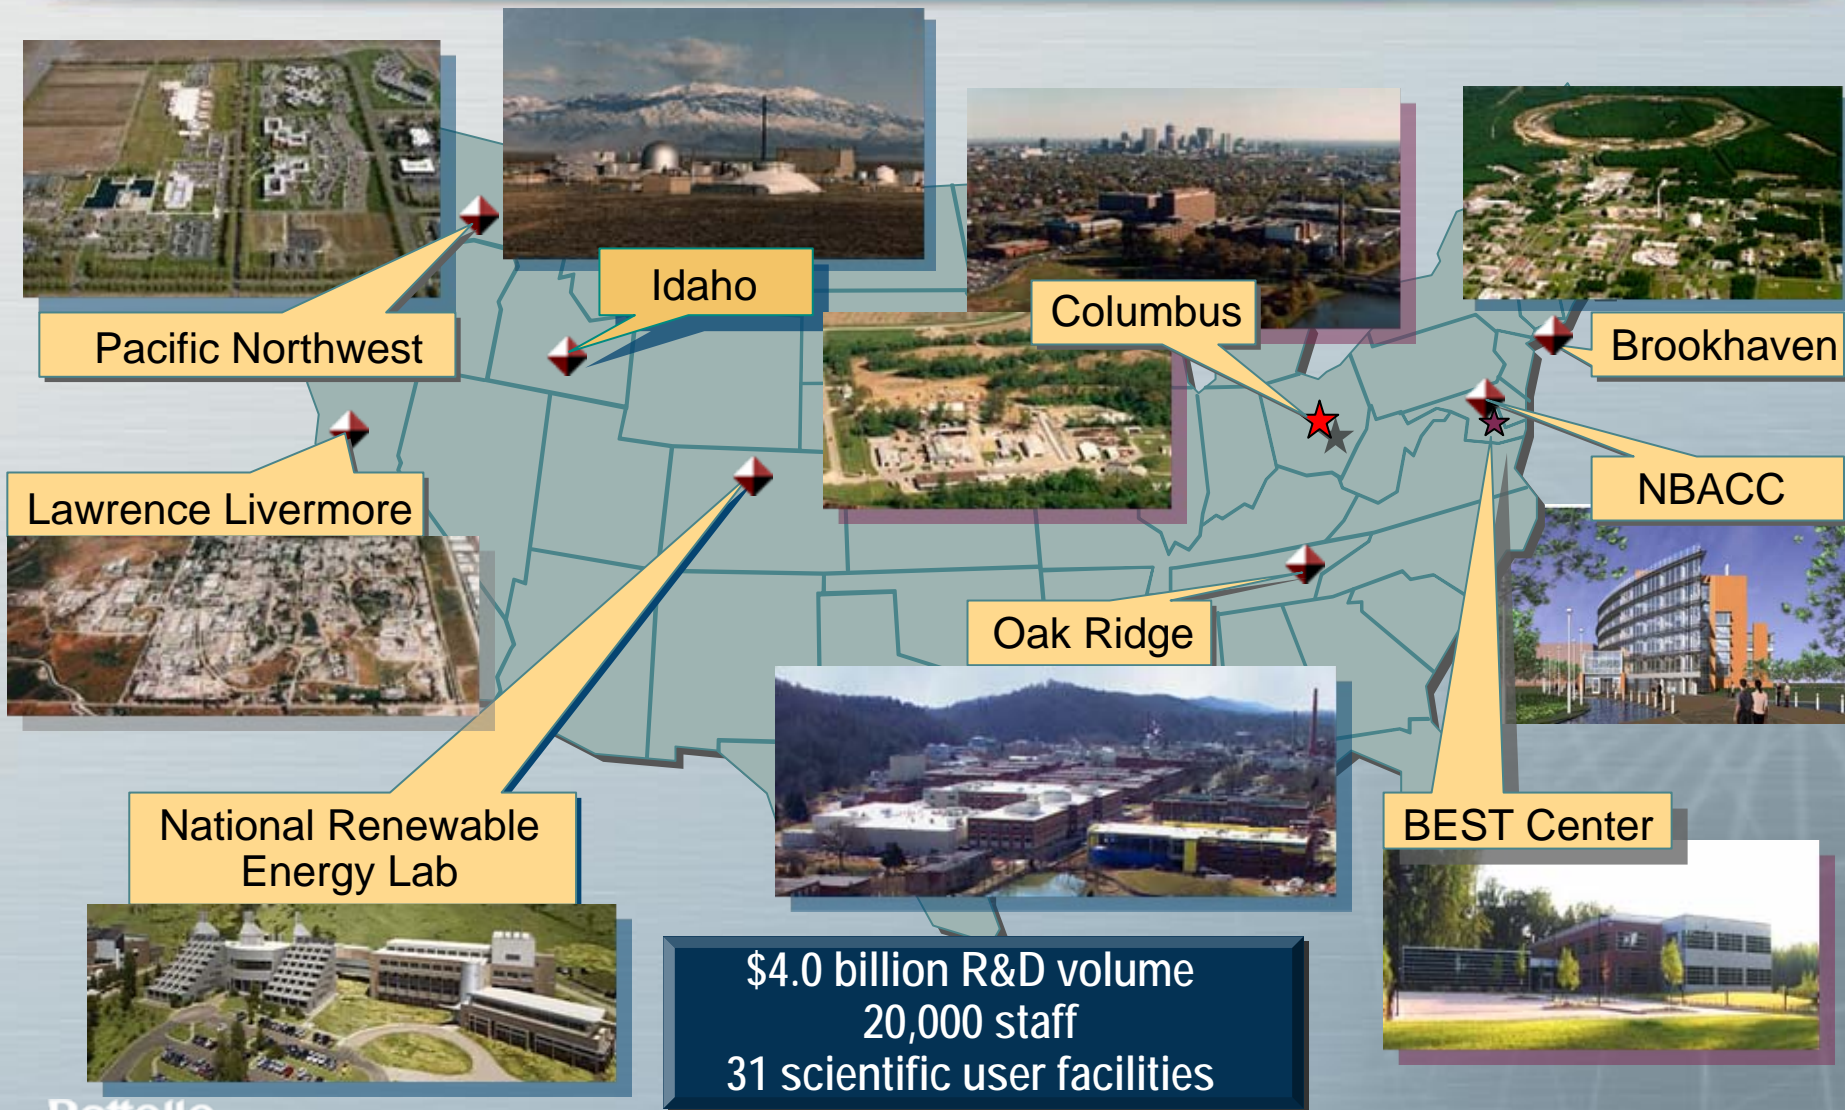 Idaho
Columbus
Pacific Northwest
Brookhaven
Lawrence Livermore
NBACC
Oak Ridge
National Renewable
Energy Lab
BEST Center
$4.0 billion R&D volume
20,000 staff
31 scientific user facilities